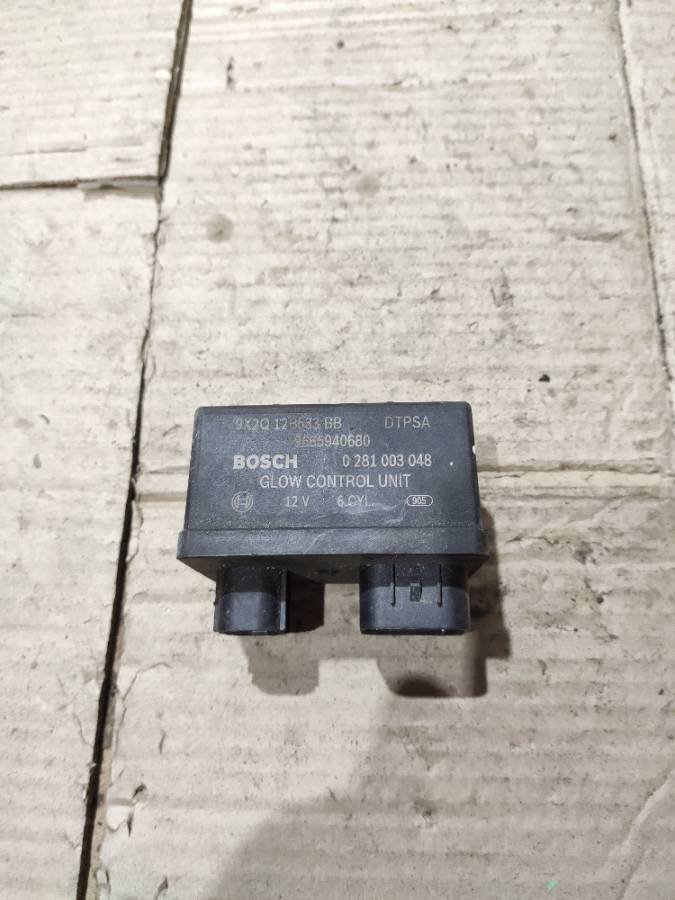 9X2Q 12B533 BB DTPSA
9665940680
BOSCH 0 281 003 048
GLOW CONTROL UNIT
12 V 6 CYL. 905